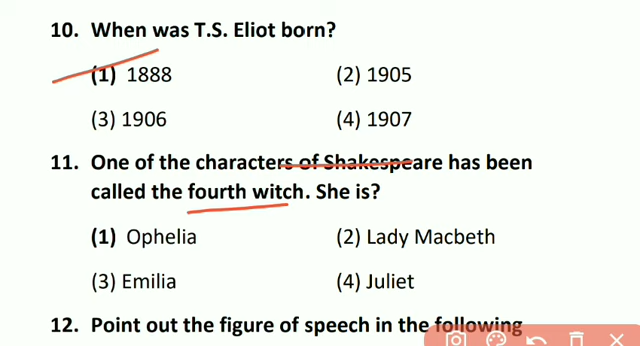 10. When was T.S. Eliot born?
(1) 1888 (2) 1905
(3) 1906 (4) 1907
11. One of the characters of Shakespeare has been
called the fourth witch. She is?
(1) Ophelia (2) Lady Macbeth
(3) Emilia (4) Juliet
12. Point out the figure of speech in the following